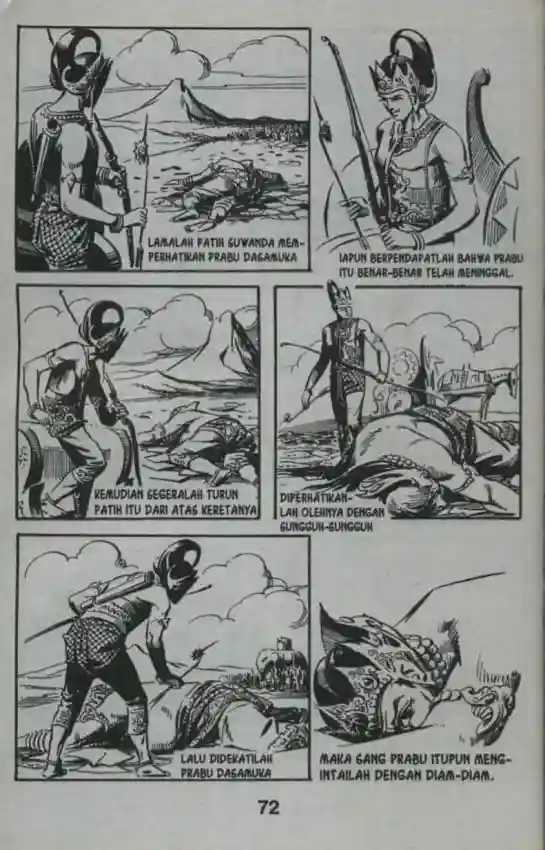 LAMALAH PATIH SUWANDA MEM-
PERHATIKAN PRABU DASAMUKA
IAPUN BERPENDAPATLAH BAHWA PRABU
ITU BENAR-BENAR TELAH MENINGGAL.
KEMUDIAN SEGERALAH TURUN
PATIH ITU DARI ATAS KERETANYA
DIPERHATIKAN-
LAH OLEHNYA DENGAN
SUNGGUH-SUNGGUH
LALU DIDEKATILAH
PRABU DASAMUKA
MAKA SANG PRABU ITUPUN MENG-
INTAILAH DENGAN DIAM-DIAM.
72